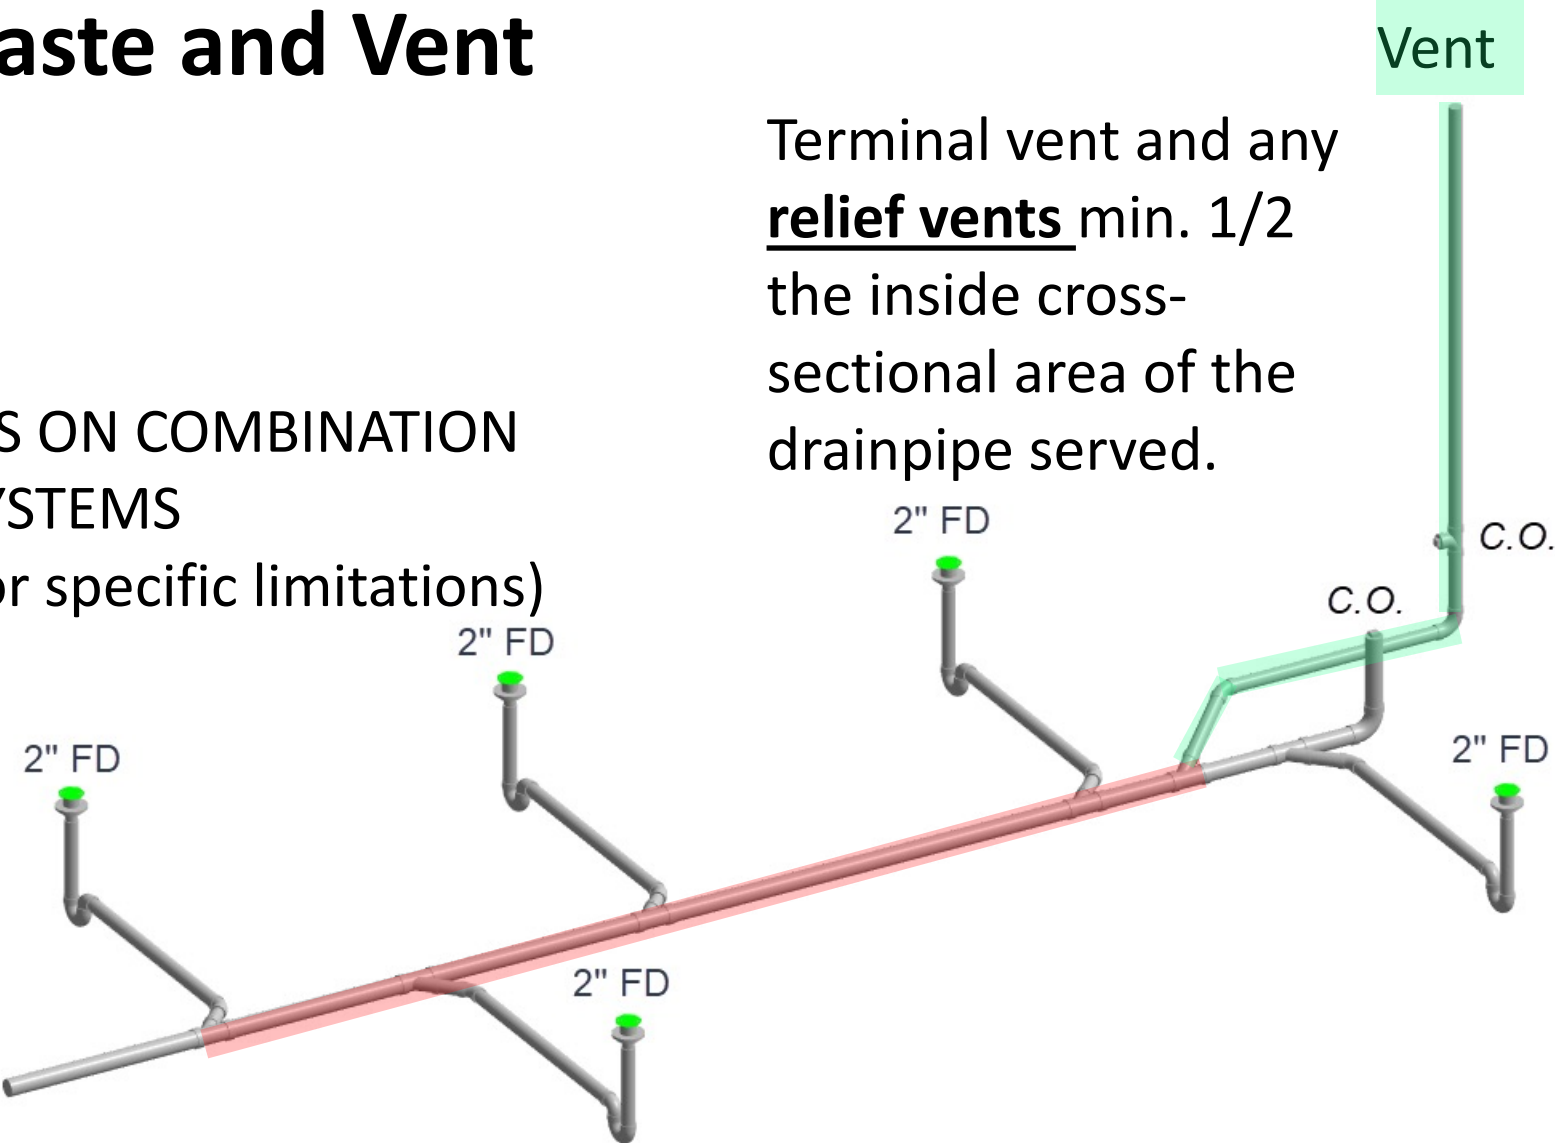 aste and Vent
Vent
Terminal vent and any
relief vents min. 1/2
the inside cross-
sectional area of the
drainpipe served.
S ON COMBINATION
YSTEMS
or specific limitations)
2" FD
C.O.
C.O.
2" FD
2" FD
2" FD
2" FD